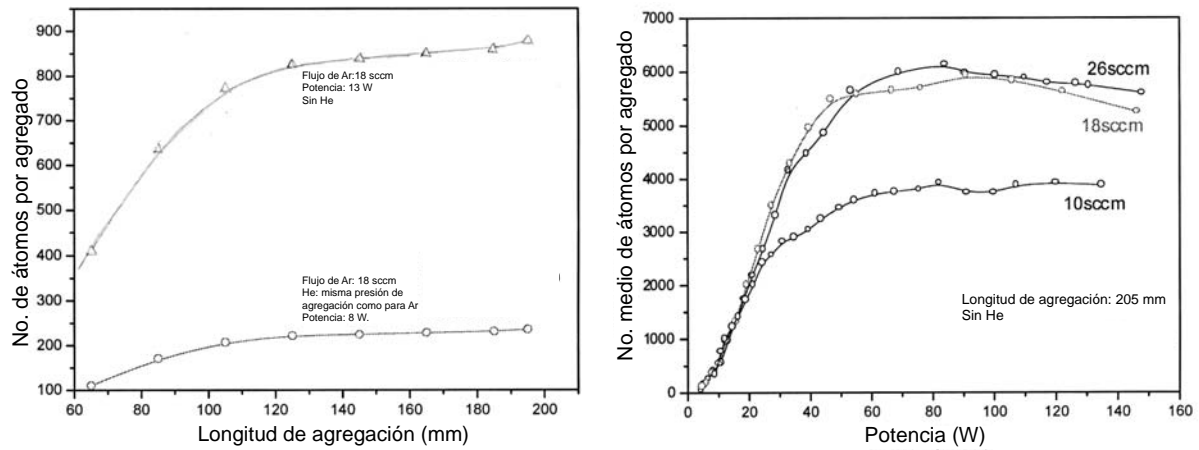 No. de átomos por agregado
900
800
700
600
500
400
300
200
100
Flujo de Ar:18 sccm
Potencia: 13 W
Sin He
Flujo de Ar: 18 sccm
He: misma presión de
agregación como para Ar
Potencia: 8 W.
60 80 100 120 140 160 180 200
Longitud de agregación (mm)
No. medio de átomos por agregado
7000
6000
5000
4000
3000
2000
1000
0
26sccm
18sccm
10sccm
Longitud de agregación: 205 mm
Sin He
0 20 40 60 80 100 120 140 160
Potencia (W)